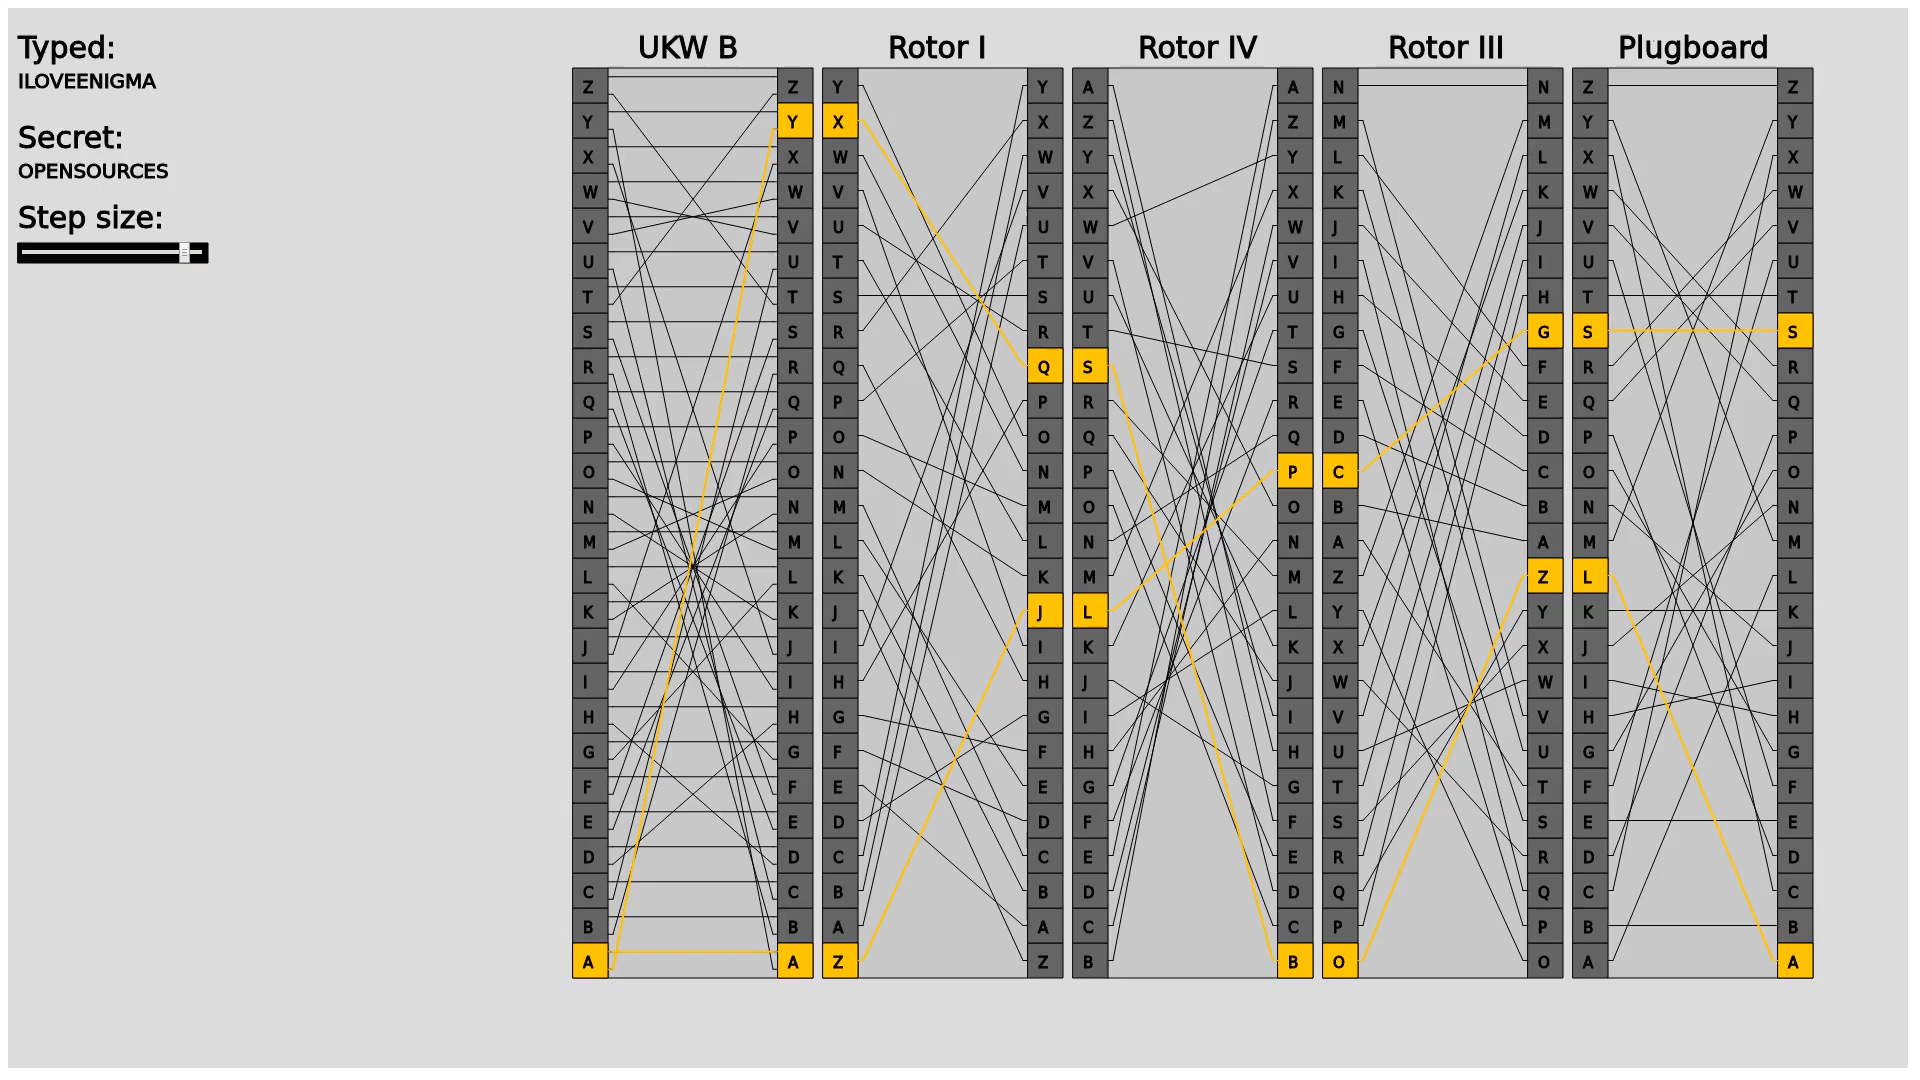 Typed:
ILOVEENIGMA
Secret:
OPENSOURCES
Step size:
UKW B Rotor I Rotor IV Rotor III Plugboard
Z Z Y Y A A N N Z Z
Y Y X X Z Z M M Y Y
X X W W Y Y L L X X
W W V V X X K K W W
V V U U W W J J V V
U U T T V V I I U U
T T S S U U H H T T
S S R R T T G G S S
R R Q Q S S F F R R
Q Q P P R R E E Q Q
P P O O Q Q D D P P
O O N N P P C C O O
N N M M O O B B N N
M M L L N N A A M M
L L K K M M Z Z L L
K K J J L L Y Y K K
J J I I K K X X J J
I I H H J J W W I I
H H G G I I V V H H
G G F F H H U U G G
F F E E G G T T F F
E E D D F F S S E E
D D C C E E R R D D
C C B B D D Q Q C C
B B A A C C P P B B
A A Z Z B B O O A A